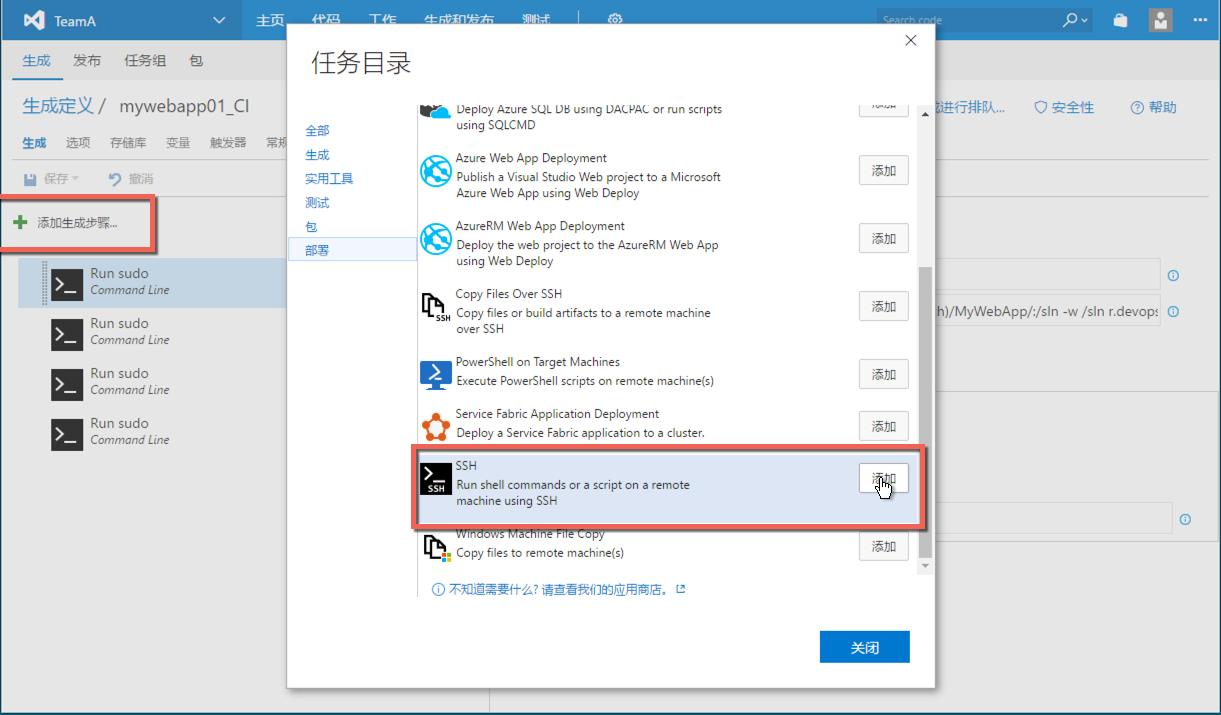 TeamA
主页 代码 工作 生成和发布 测试
Search code
生成 发布 任务组 包
生成定义 / mywebapp01_CI
进行排队... 安全性 帮助
生成 选项 存储库 变量 触发器 常规
保存 撤消
添加生成步骤...
Run sudo
Command Line
Run sudo
Command Line
Run sudo
Command Line
Run sudo
Command Line
h)/MyWebApp/:/sln -w /sln r.devops
任务目录
全部
生成
实用工具
测试
包
部署
Deploy Azure SQL DB using DACPAC or run scripts
using SQLCMD
添加
Azure Web App Deployment
Publish a Visual Studio Web project to a Microsoft
Azure Web App using Web Deploy
添加
AzureRM Web App Deployment
Deploy the web project to the AzureRM Web App
using Web Deploy
添加
Copy Files Over SSH
Copy files or build artifacts to a remote machine
over SSH
添加
PowerShell on Target Machines
Execute PowerShell scripts on remote machine(s)
添加
Service Fabric Application Deployment
Deploy a Service Fabric application to a cluster.
添加
SSH
SSH
Run shell commands or a script on a remote
machine using SSH
添加
Windows Machine File Copy
Copy files to remote machine(s)
添加
不知道需要什么? 请查看我们的应用商店。
关闭